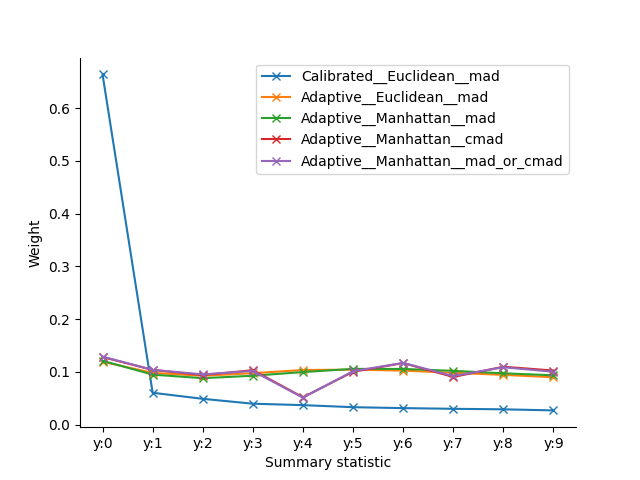 Calibrated__Euclidean__mad
Adaptive__Euclidean__mad
Adaptive__Manhattan__mad
Adaptive__Manhattan__cmad
Adaptive__Manhattan__mad_or_cmad
Weight
0.6
0.5
0.4
0.3
0.2
0.1
0.0
y:0 y:1 y:2 y:3 y:4 y:5 y:6 y:7 y:8 y:9
Summary statistic